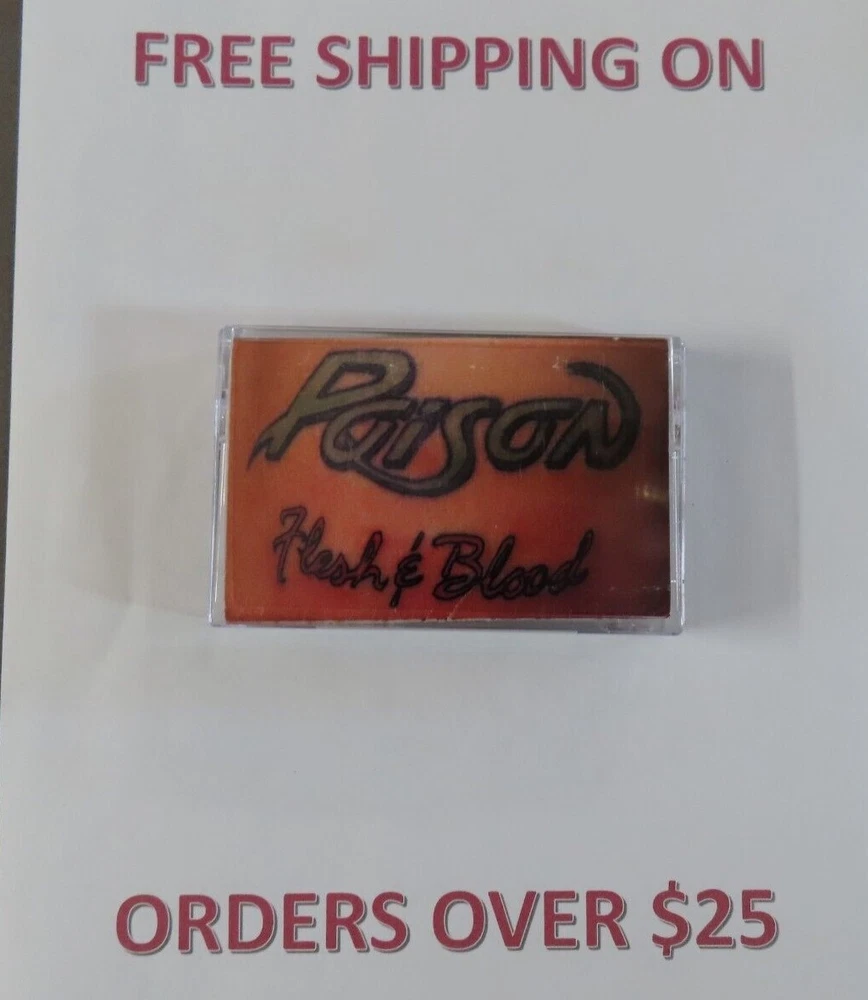 FREE SHIPPING ON
Poison
Flesh & Blood
ORDERS OVER $25